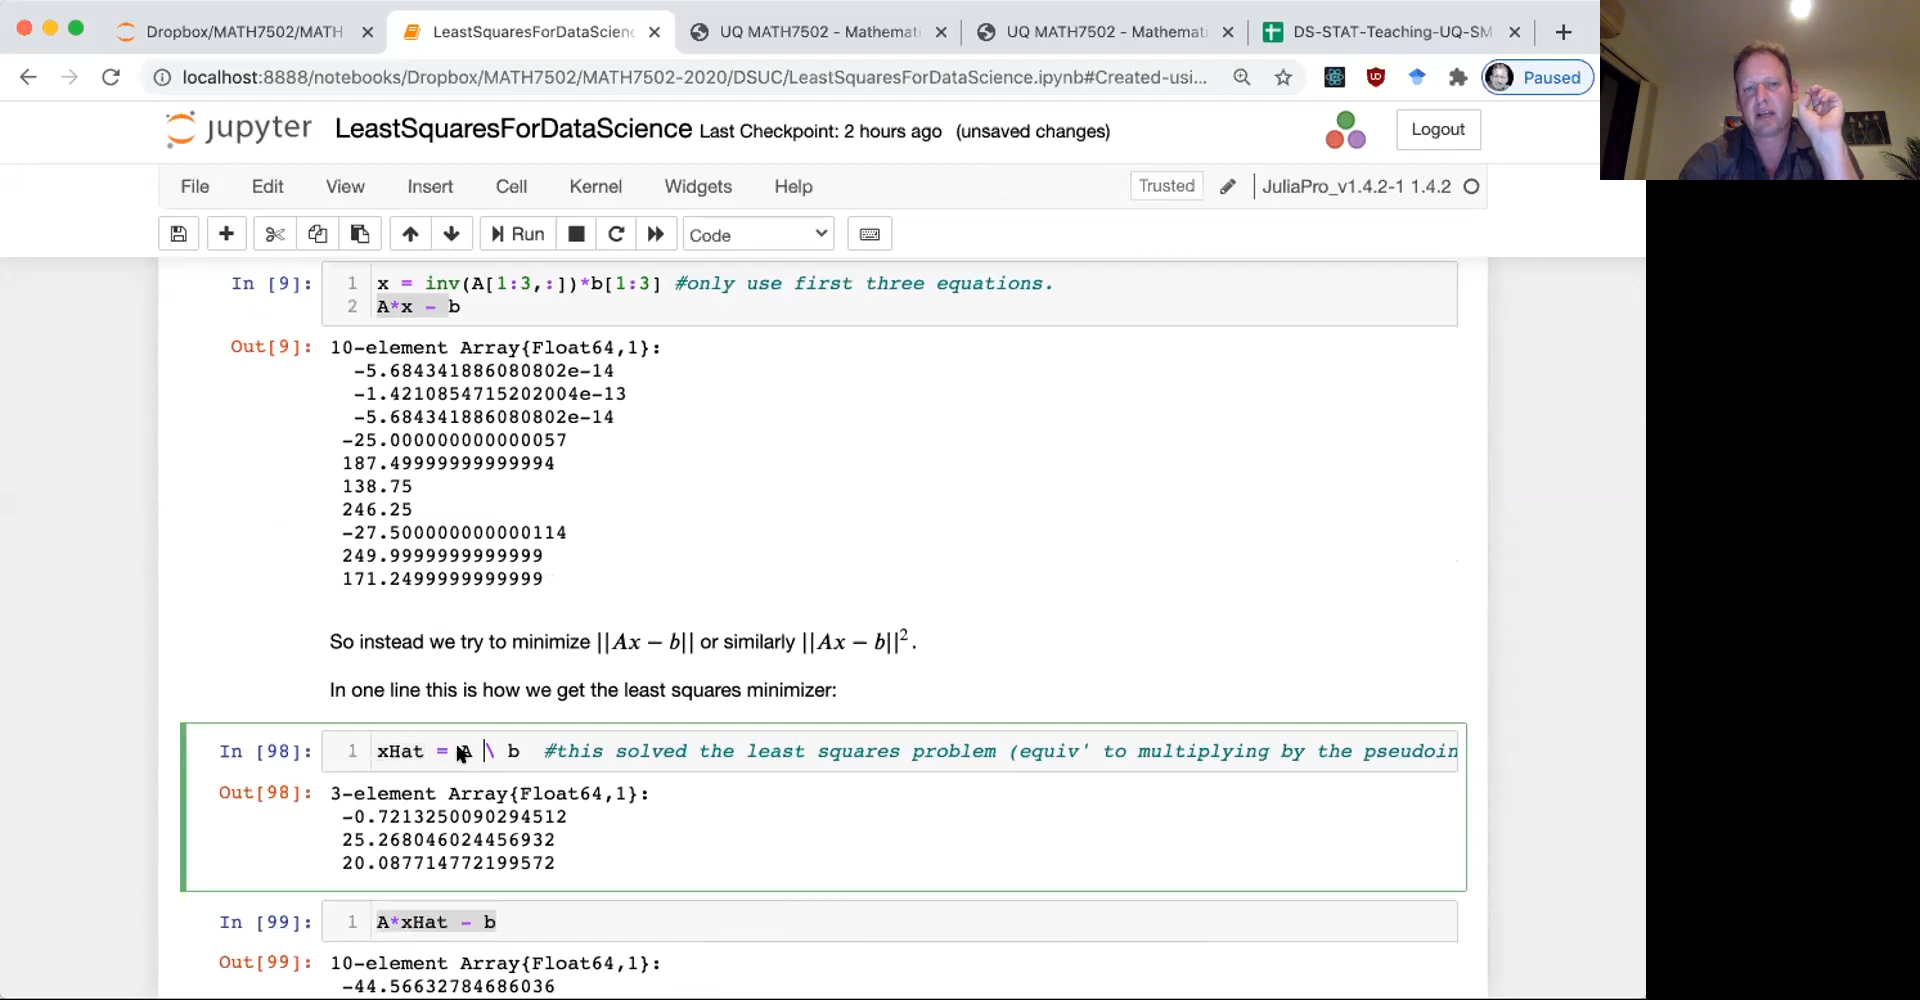 Dropbox/MATH7502/MATH
LeastSquaresForDataScienc
UQ MATH7502 - Mathemati
UQ MATH7502 - Mathemat
DS-STAT-Teaching-UQ-SM
localhost:8888/notebooks/Dropbox/MATH7502/MATH7502-2020/DSUC/LeastSquaresForDataScience.ipynb#Created-usi...
Paused
jupyter LeastSquaresForDataScience Last Checkpoint: 2 hours ago (unsaved changes)
Logout
File Edit View Insert Cell Kernel Widgets Help
Trusted
JuliaPro_v1.4.2-1 1.4.2
Run
Code
In [9]: 1 x = inv(A[1:3,:])*b[1:3] #only use first three equations.
2 A*x - b
Out[9]: 10-element Array{Float64,1}:
-5.684341886080802e-14
-1.4210854715202004e-13
-5.684341886080802e-14
-25.000000000000057
187.49999999999994
138.75
246.25
-27.500000000000114
249.9999999999999
171.2499999999999
So instead we try to minimize ||Ax − b|| or similarly ||Ax − b||².
In one line this is how we get the least squares minimizer:
In [98]: 1 xHat = A \ b #this solved the least squares problem (equiv' to multiplying by the pseudoin
Out[98]: 3-element Array{Float64,1}:
-0.7213250090294512
25.268046024456932
20.087714772199572
In [99]: 1 A*xHat - b
Out[99]: 10-element Array{Float64,1}:
-44.56632784686036